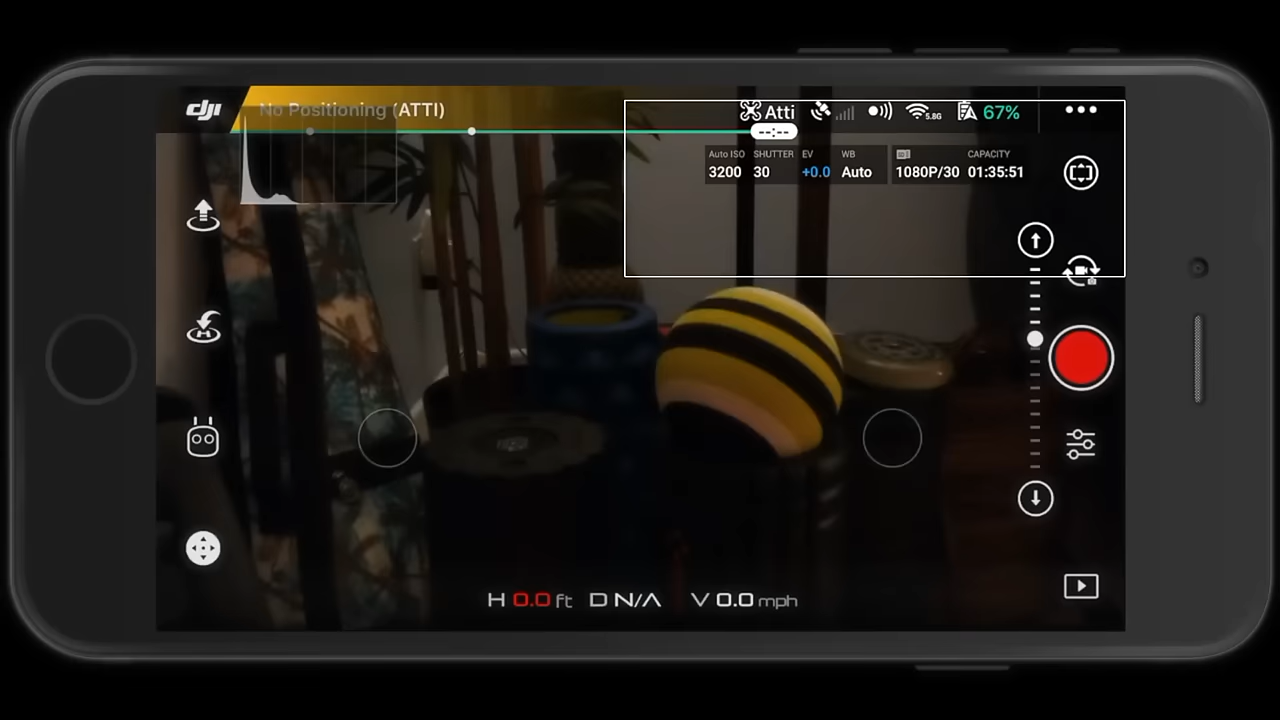 dji No Positioning (ATTI) Atti 5.8G 67%
--:--
Auto ISO SHUTTER EV WB CAPACITY
3200 30 +0.0 Auto 1080P/30 01:35:51
H
H 0.0 ft D N/A V 0.0 mph